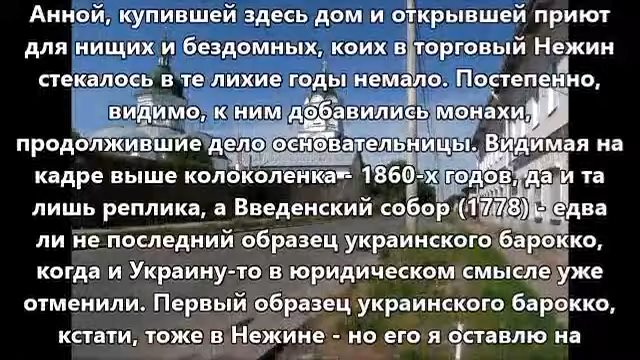 Анной, купившей здесь дом и открывшей приют
для нищих и бездомных, коих в торговый Нежин
стекалось в те лихие годы немало. Постепенно,
видимо, к ним добавились монахи,
продолжившие дело основательницы. Видимая на
кадре выше колоколенка - 1860-х годов, да и та
лишь реплика, а Введенский собор (1778) - едва
ли не последний образец украинского барокко,
когда и Украину-то в юридическом смысле уже
отменили. Первый образец украинского барокко,
кстати, тоже в Нежине - но его я оставлю на